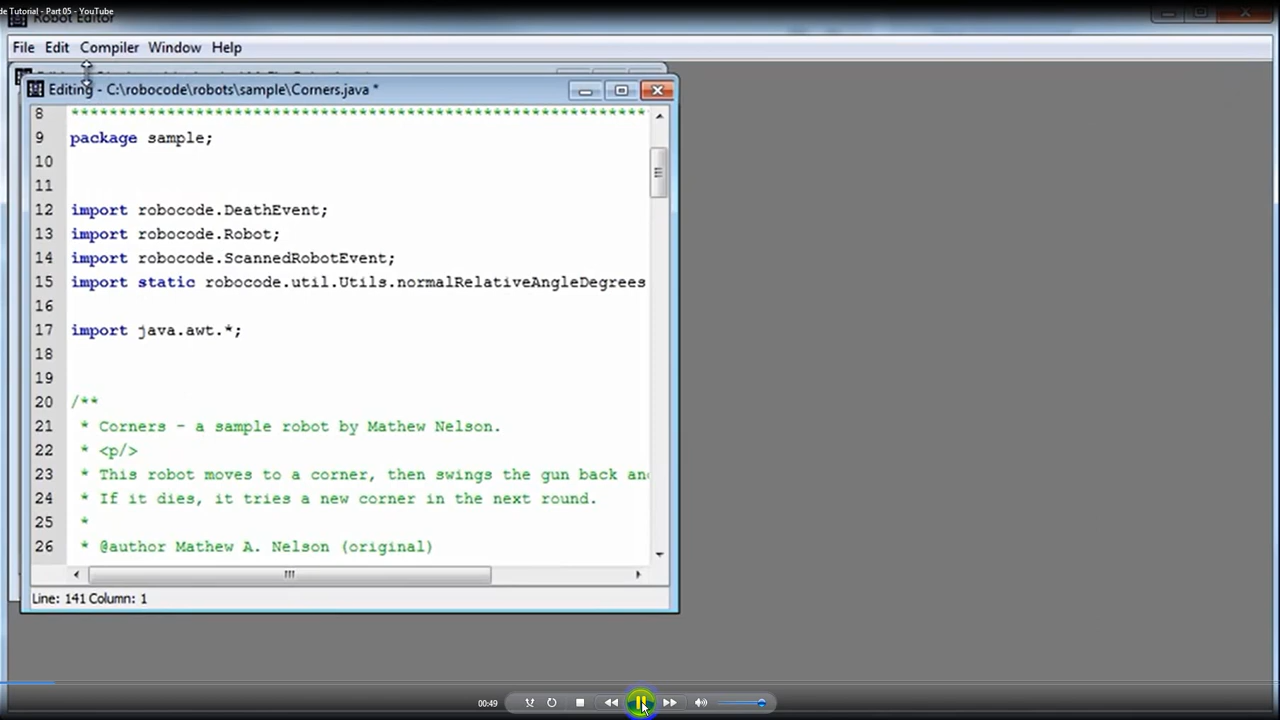 de Tutorial - Part 05 - YouTube
Robot Editor
File Edit Compiler Window Help
Editing - C:\robocode\robots\sample\Corners.java *
8 ************************************************************
9 package sample;
10
11
12 import robocode.DeathEvent;
13 import robocode.Robot;
14 import robocode.ScannedRobotEvent;
15 import static robocode.util.Utils.normalRelativeAngleDegrees
16
17 import java.awt.*;
18
19
20 /**
21 * Corners - a sample robot by Mathew Nelson.
22 * <p/>
23 * This robot moves to a corner, then swings the gun back an
24 * If it dies, it tries a new corner in the next round.
25 *
26 * @author Mathew A. Nelson (original)
Line: 141 Column: 1
00:49